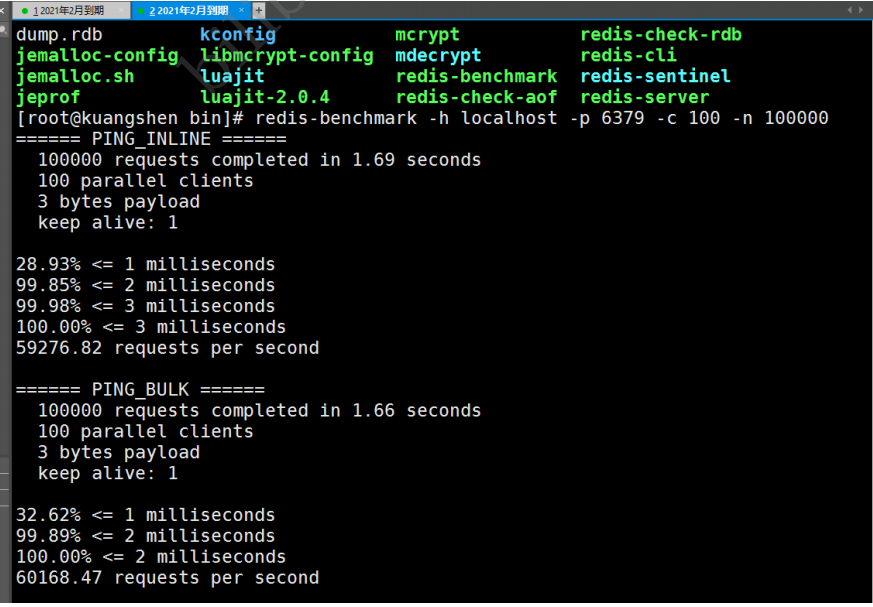 1 2021年2月到期 × 2 2021年2月到期 × +
dump.rdb kconfig mcrypt redis-check-rdb
jemalloc-config libmcrypt-config mdecrypt redis-cli
jemalloc.sh luajit redis-benchmark redis-sentinel
jeprof luajit-2.0.4 redis-check-aof redis-server
[root@kuangshen bin]# redis-benchmark -h localhost -p 6379 -c 100 -n 100000
====== PING_INLINE ======
100000 requests completed in 1.69 seconds
100 parallel clients
3 bytes payload
keep alive: 1
28.93% <= 1 milliseconds
99.85% <= 2 milliseconds
99.98% <= 3 milliseconds
100.00% <= 3 milliseconds
59276.82 requests per second
====== PING_BULK ======
100000 requests completed in 1.66 seconds
100 parallel clients
3 bytes payload
keep alive: 1
32.62% <= 1 milliseconds
99.89% <= 2 milliseconds
100.00% <= 2 milliseconds
60168.47 requests per second